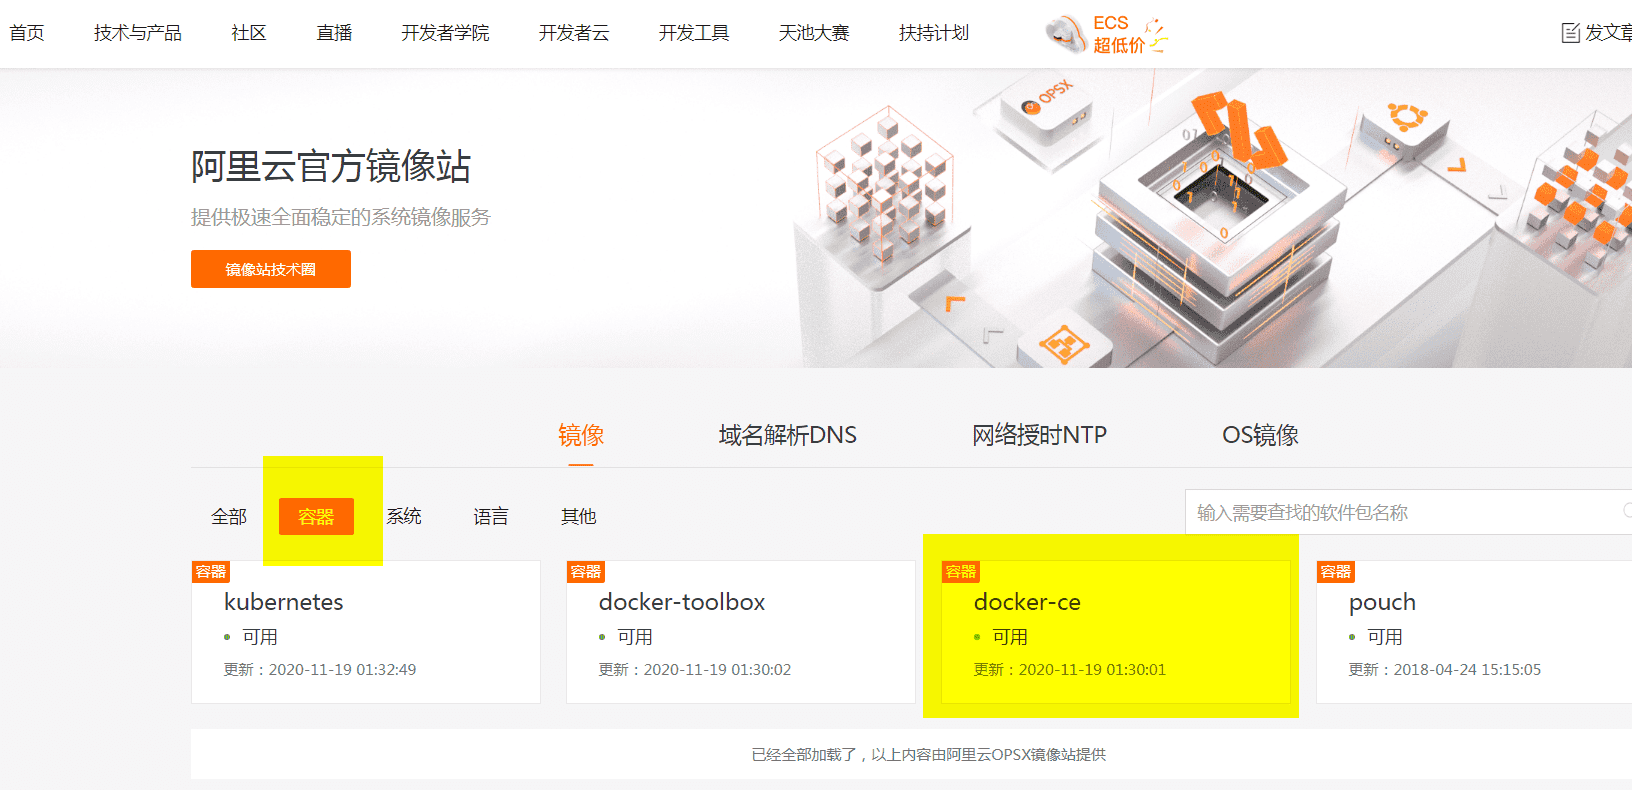 首页 技术与产品 社区 直播 开发者学院 开发者云 开发工具 天池大赛 扶持计划 ECS 超低价 发文章
OPSX
阿里云官方镜像站
提供极速全面稳定的系统镜像服务
镜像站技术圈
镜像 域名解析DNS 网络授时NTP OS镜像
全部 容器 系统 语言 其他 输入需要查找的软件包名称
容器 容器 容器 容器
kubernetes docker-toolbox docker-ce pouch
可用 可用 可用 可用
更新：2020-11-19 01:32:49 更新：2020-11-19 01:30:02 更新：2020-11-19 01:30:01 更新：2018-04-24 15:15:05
已经全部加载了，以上内容由阿里云OPSX镜像站提供